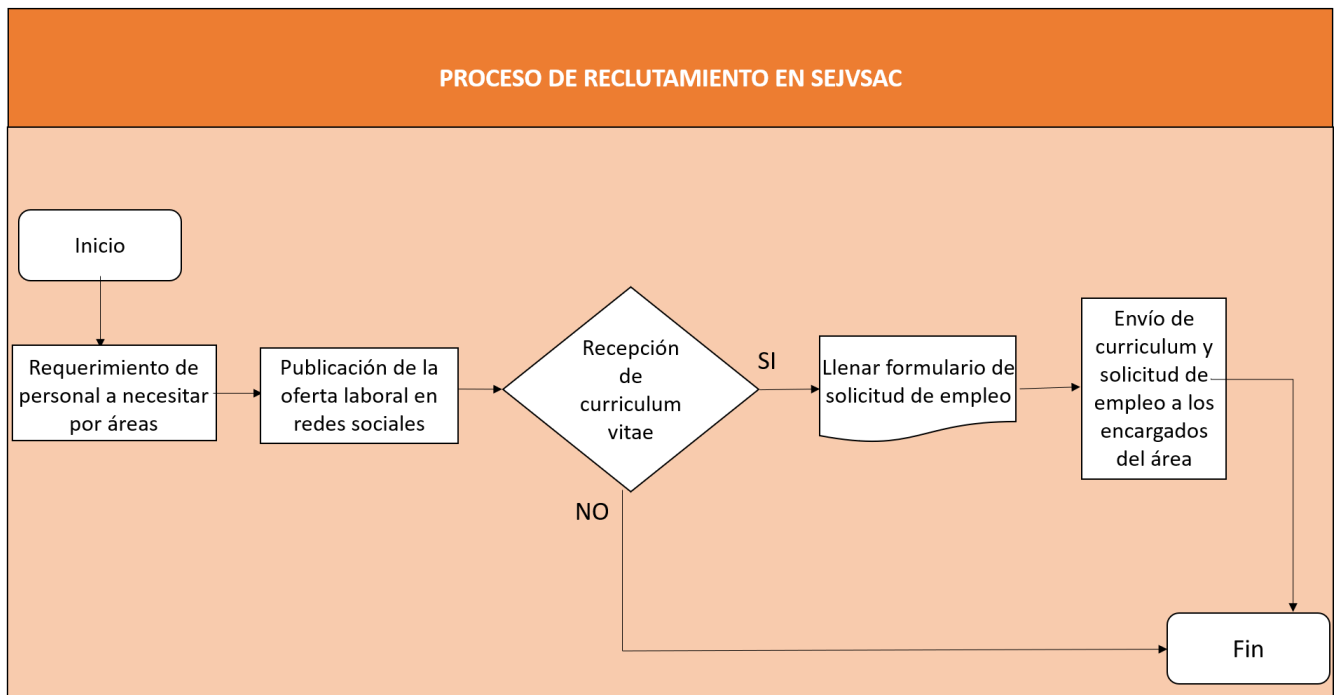 PROCESO DE RECLUTAMIENTO EN SEJVSAC
Inicio
Requerimiento de
personal a necesitar
por áreas
Publicación de la
oferta laboral en
redes sociales
Recepción
de
curriculum
vitae
SI
NO
Llenar formulario de
solicitud de empleo
Envío de
curriculum y
solicitud de
empleo a los
encargados
del área
Fin